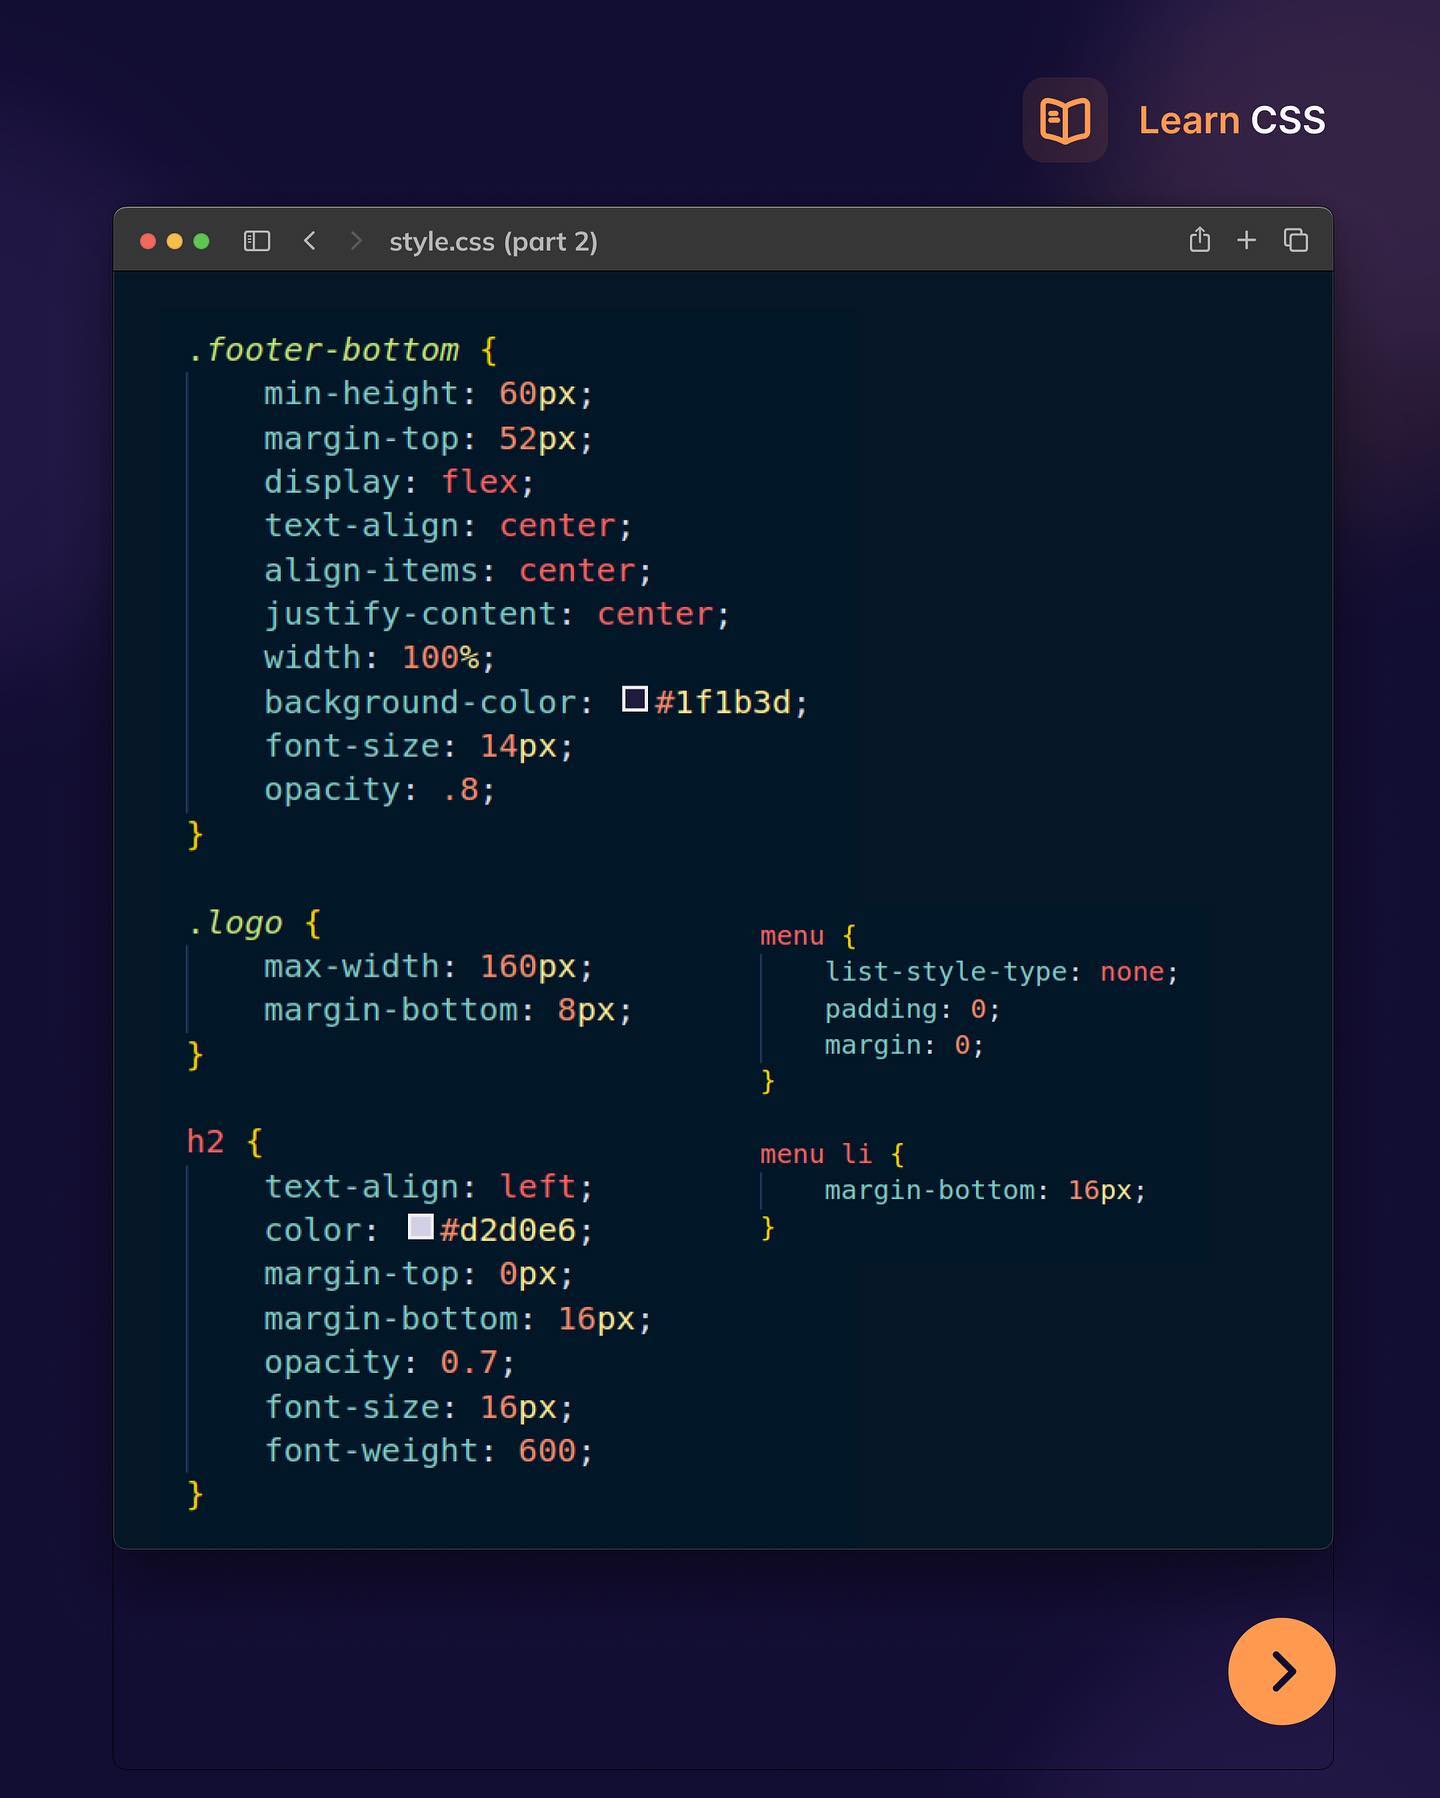 Learn CSS
style.css (part 2)
.footer-bottom {
    min-height: 60px;
    margin-top: 52px;
    display: flex;
    text-align: center;
    align-items: center;
    justify-content: center;
    width: 100%;
    background-color: #1f1b3d;
    font-size: 14px;
    opacity: .8;
}
.logo {
    max-width: 160px;
    margin-bottom: 8px;
}
h2 {
    text-align: left;
    color: #d2d0e6;
    margin-top: 0px;
    margin-bottom: 16px;
    opacity: 0.7;
    font-size: 16px;
    font-weight: 600;
}
menu {
    list-style-type: none;
    padding: 0;
    margin: 0;
}
menu li {
    margin-bottom: 16px;
}